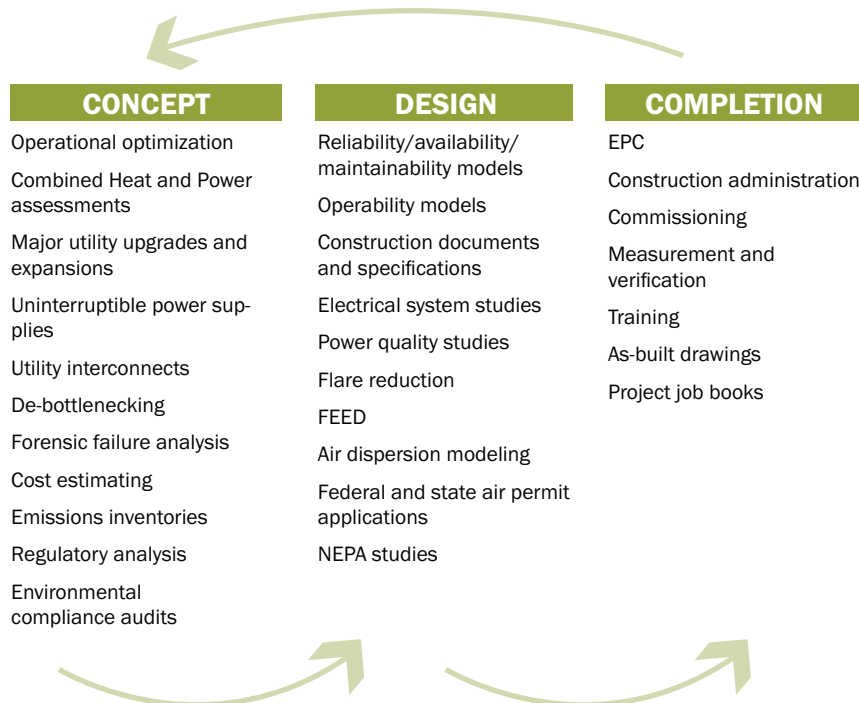 CONCEPT
Operational optimization
Combined Heat and Power
assessments
Major utility upgrades and
expansions
Uninterruptible power sup-
plies
Utility interconnects
De-bottlenecking
Forensic failure analysis
Cost estimating
Emissions inventories
Regulatory analysis
Environmental
compliance audits
DESIGN
Reliability/availability/
maintainability models
Operability models
Construction documents
and specifications
Electrical system studies
Power quality studies
Flare reduction
FEED
Air dispersion modeling
Federal and state air permit
applications
NEPA studies
COMPLETION
EPC
Construction administration
Commissioning
Measurement and
verification
Training
As-built drawings
Project job books